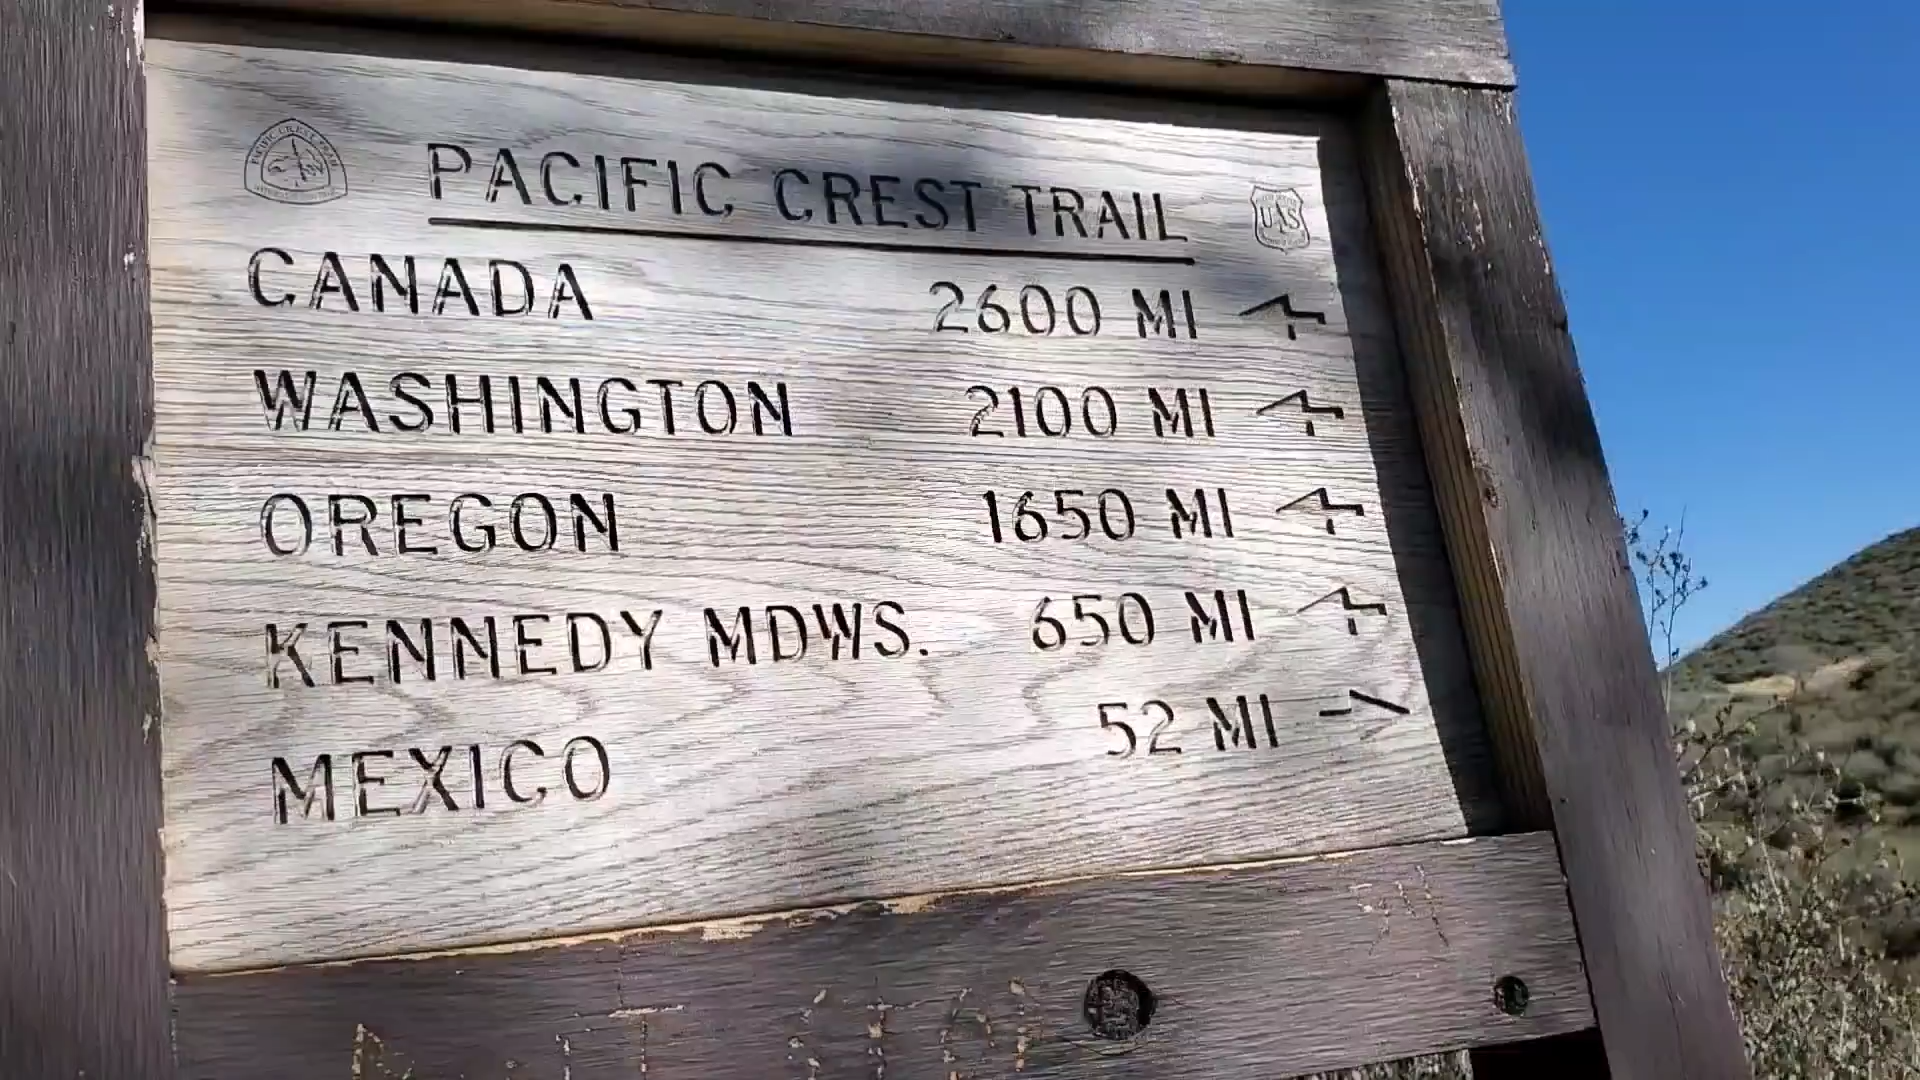 PACIFIC CREST TRAIL
UAS
CANADA 2600 MI
WASHINGTON 2100 MI
OREGON 1650 MI
KENNEDY MDWS. 650 MI
MEXICO 52 MI